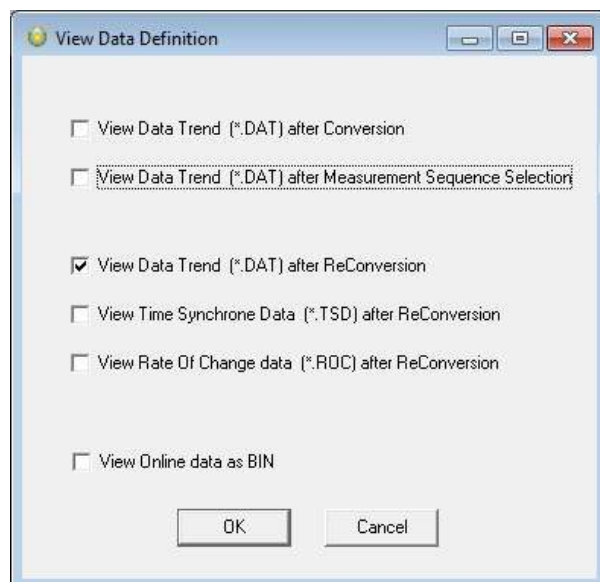 View Data Definition
View Data Trend (*.DAT) after Conversion
View Data Trend (*.DAT) after Measurement Sequence Selection
View Data Trend (*.DAT) after ReConversion
View Time Synchrone Data (*.TSD) after ReConversion
View Rate Of Change data (*.ROC) after ReConversion
View Online data as BIN
OK
Cancel